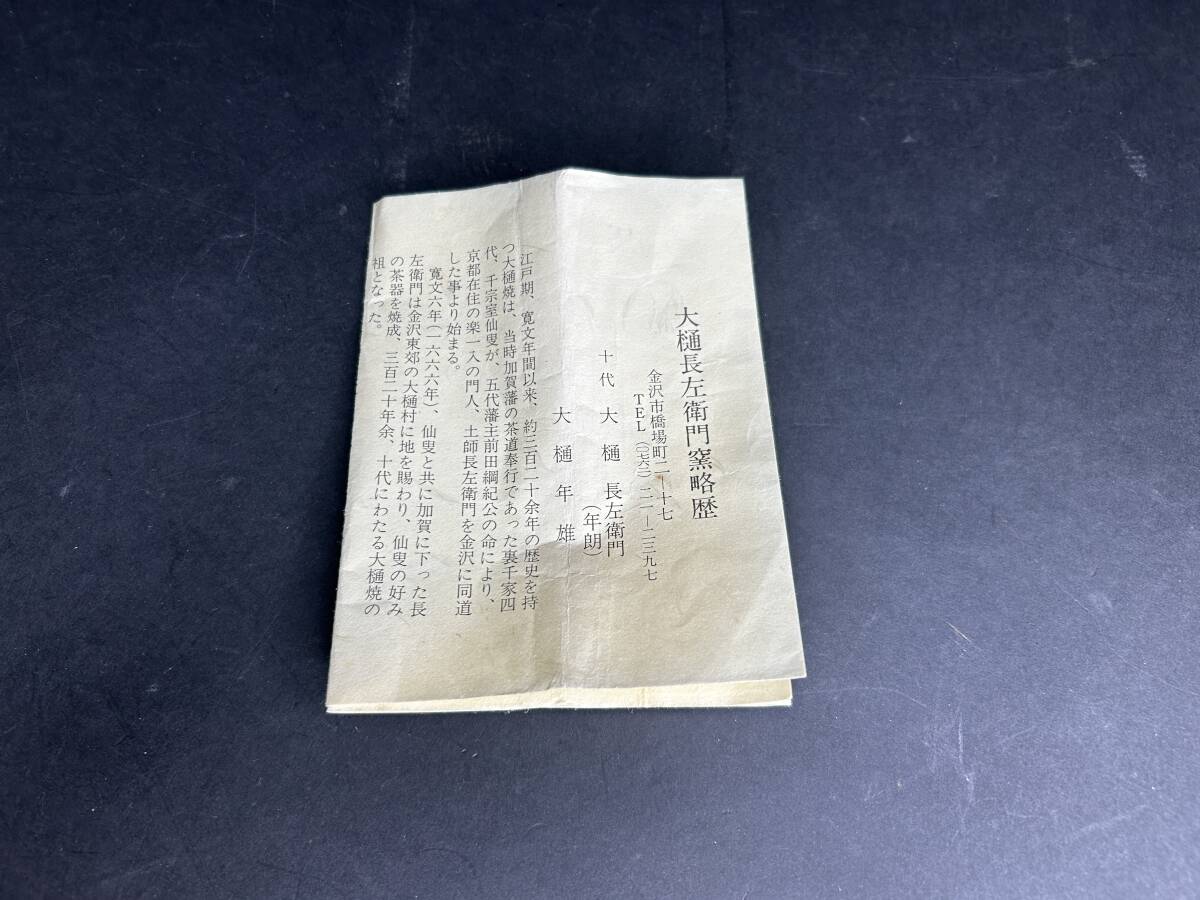 大樋長左衛門窯略歴
金沢市橋場町二ー十七
TEL(〇七六二)二一ー二三九七
十代 大樋長左衛門
(年朗)
大樋年雄
江戸期、寛文年間以来、約三百二十余年の歴史を持
つ大樋焼は、当時加賀藩の茶道奉行であった裏千家四
代、千宗室仙叟が、五代藩主前田綱紀公の命により、
京都在住の楽一入の門人、土師長左衛門を金沢に同道
した事より始まる。
寛文六年(一六六六年)、仙叟と共に加賀に下った長
左衛門は金沢東郊の大樋村に地を賜わり、仙叟の好み
の茶器を焼成、三百二十年余、十代にわたる大樋焼の
祖となった。